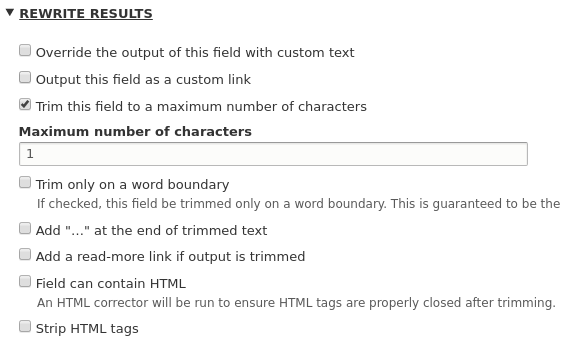 REWRITE RESULTS
Override the output of this field with custom text
Output this field as a custom link
Trim this field to a maximum number of characters
Maximum number of characters
1
Trim only on a word boundary
If checked, this field be trimmed only on a word boundary. This is guaranteed to be the
Add "..." at the end of trimmed text
Add a read-more link if output is trimmed
Field can contain HTML
An HTML corrector will be run to ensure HTML tags are properly closed after trimming.
Strip HTML tags